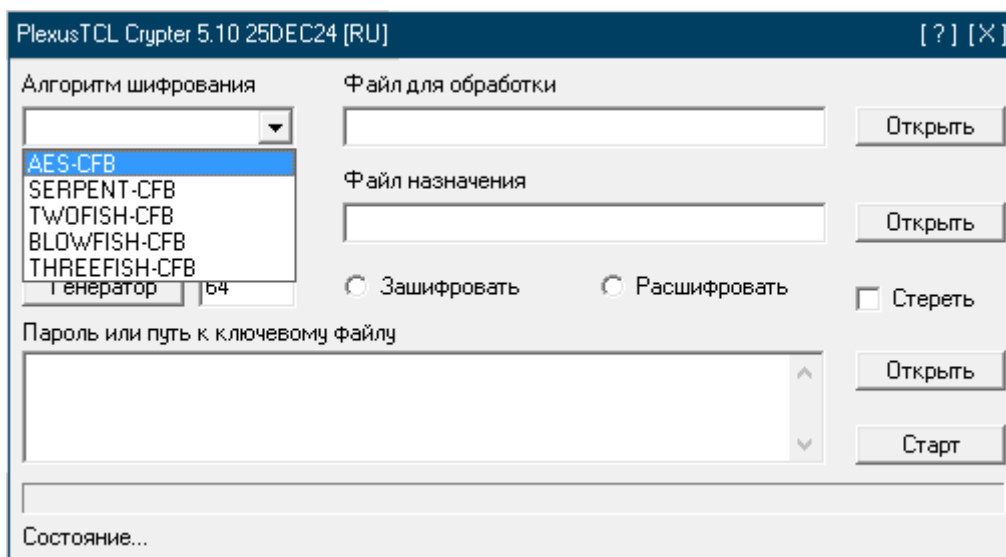 PlexusTCL Crypter 5.10 25DEC24 [RU] [ ? ] [X]
Алгоритм шифрования
Файл для обработки
Открыть
AES-CFB
SERPENT-CFB
TWOFISH-CFB
BLOWFISH-CFB
THREEFISH-CFB
Файл назначения
Открыть
Генератор 64
Зашифровать
Расшифровать
Стереть
Пароль или путь к ключевому файлу
Открыть
Старт
Состояние...